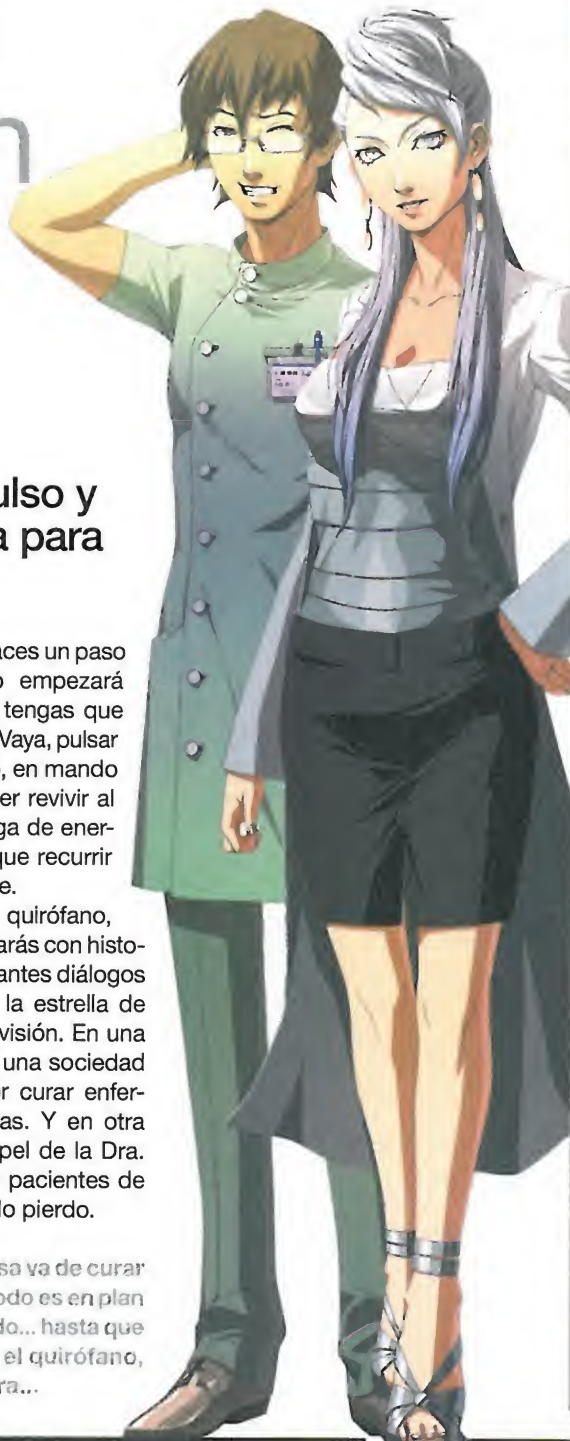 n
ulso y
a para
aces un paso
o empezará
tengas que
Vaya, pulsar
, en mando
er revivir al
ga de ener-
que recurrir
e.
quirófano,
arás con histo-
antes diálogos
la estrella de
visión. En una
una sociedad
r curar enfer-
as. Y en otra
pel de la Dra.
pacientes de
lo pierdo.
sa va de curar
odo es en plan
do... hasta que
el quirófano,
ra...